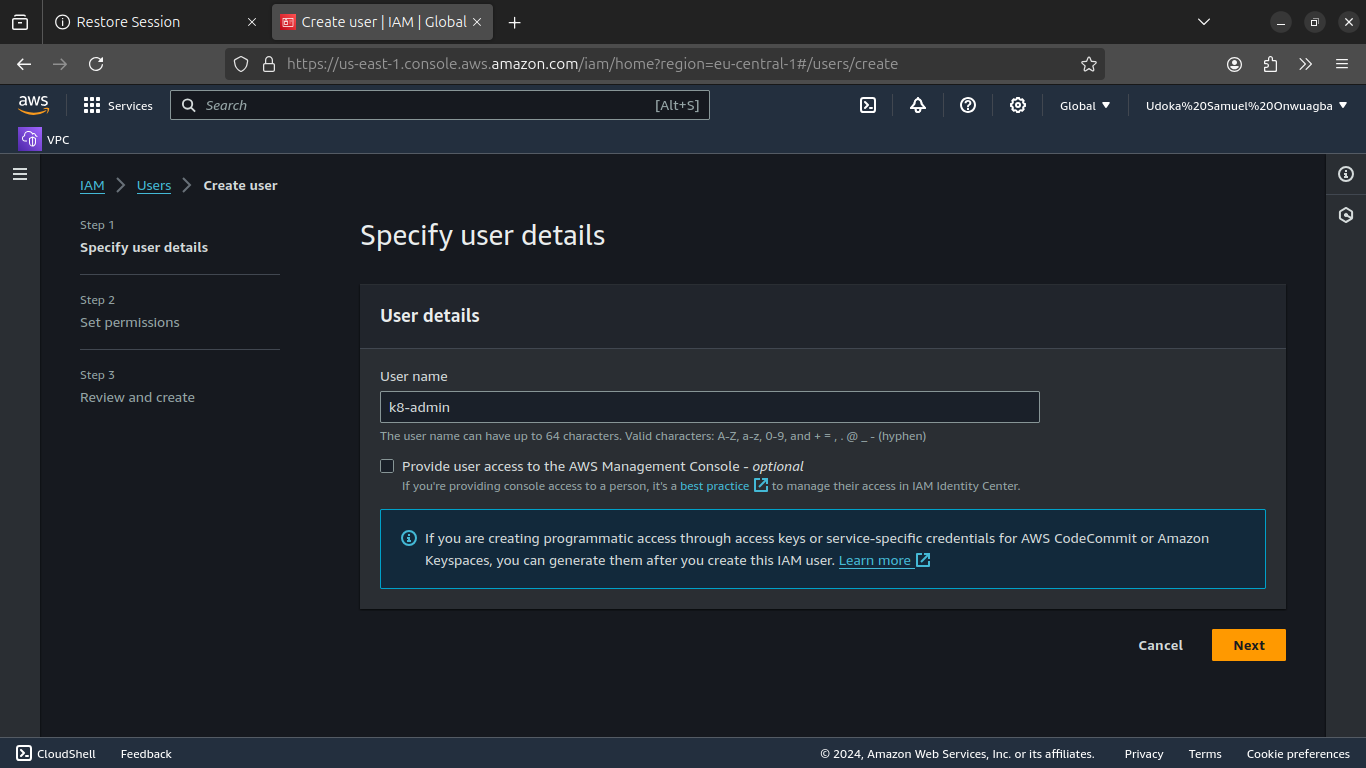 Restore Session
Create user | IAM | Global
https://us-east-1.console.aws.amazon.com/iam/home?region=eu-central-1#/users/create
aws
Services
Search
[Alt+S]
Global
Udoka%20Samuel%20Onwuagba
VPC
IAM
Users
Create user
Step 1
Specify user details
Step 2
Set permissions
Step 3
Review and create
Specify user details
User details
User name
k8-admin
The user name can have up to 64 characters. Valid characters: A-Z, a-z, 0-9, and + = , . @ _ - (hyphen)
Provide user access to the AWS Management Console - optional
If you're providing console access to a person, it's a best practice to manage their access in IAM Identity Center.
If you are creating programmatic access through access keys or service-specific credentials for AWS CodeCommit or Amazon
Keyspaces, you can generate them after you create this IAM user. Learn more
Cancel
Next
CloudShell
Feedback
© 2024, Amazon Web Services, Inc. or its affiliates.
Privacy
Terms
Cookie preferences